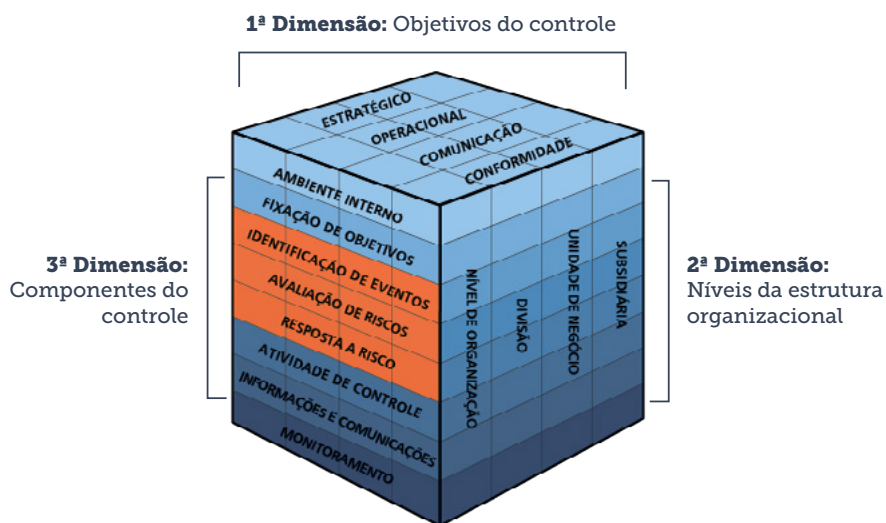 1ª Dimensão: Objetivos do controle
ESTRATÉGICO
OPERACIONAL
COMUNICAÇÃO
CONFORMIDADE
3ª Dimensão:
Componentes do
controle
AMBIENTE INTERNO
FIXAÇÃO DE OBJETIVOS
IDENTIFICAÇÃO DE EVENTOS
AVALIAÇÃO DE RISCOS
RESPOSTA A RISCO
ATIVIDADE DE CONTROLE
INFORMAÇÕES E COMUNICAÇÕES
MONITORAMENTO
NÍVEL DE ORGANIZAÇÃO
DIVISÃO
UNIDADE DE NEGÓCIO
SUBSIDIÁRIA
2ª Dimensão:
Níveis da estrutura
organizacional